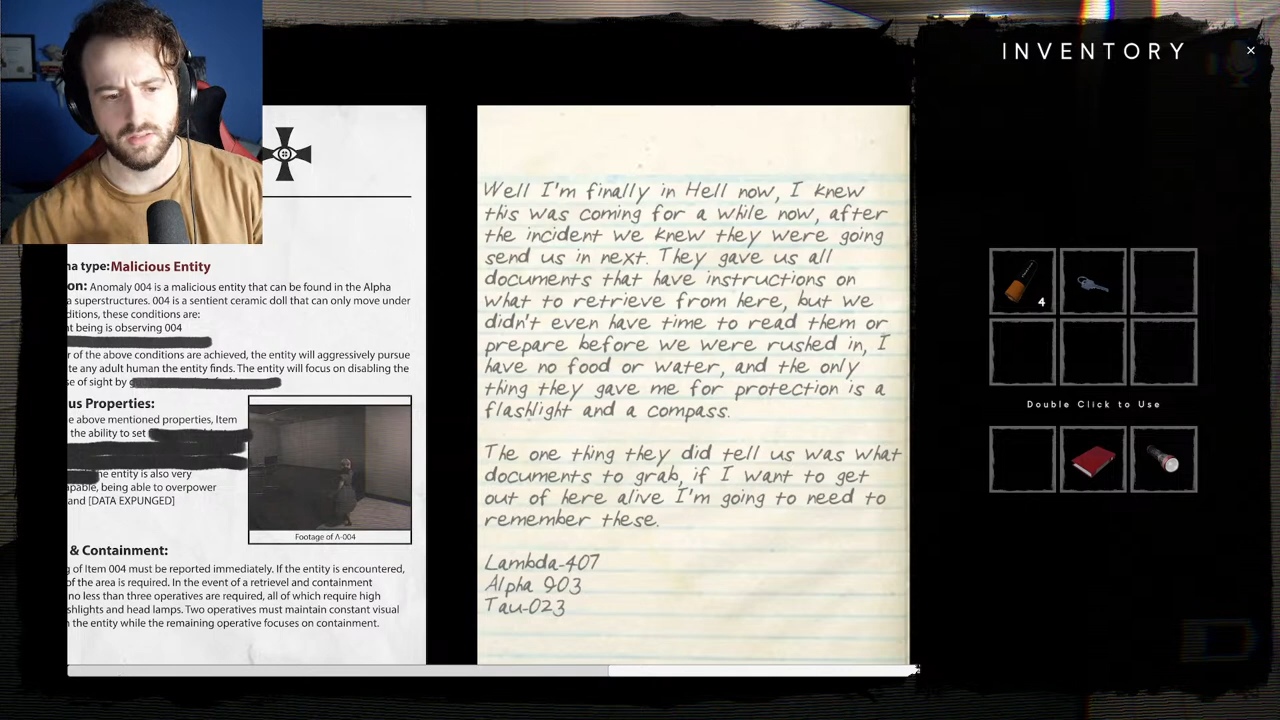 INVENTORY
na type: Malicious Entity
on: Anomaly 004 is a malicious entity that can be found in the Alpha
a superstructures. 004 is a sentient ceramic doll that can only move under
ditions, these conditions are:
nt being is observing 004
r of the above conditions are achieved, the entity will aggressively pursue
te any adult human the entity finds. The entity will focus on disabling the
se of sight by
us Properties:
e above mentioned properties, Item
the ability to set
the entity is also very
apable, being able to overpower
and [DATA EXPUNGED]
Footage of Λ-004
& Containment:
g of Item 004 must be reported immediately. If the entity is encountered,
of the area is required. In the event of a retrievel and containment
no less than three operatives are required, all of which require high
shlights and head lamps. Two operatives must maintain constant visual
n the entity while the remaining operative focuses on containment.
Well I'm finally in Hell now, I knew
this was coming for a while now, after
the incident we knew they were going
send us in next. They gave us all
documents that have instructions on
what to retrieve from here, but we
didn't even have time to read them or
prepare before we were rushed in, I
have no food or water, and the only
thing they gave me for protection is a
flashlight and a compass.
The one thing they did tell us was what
documents to grab, if I want to get
out of here alive I'm going to need to
remember these.
Lambda-407
Alpha 903
Tau-023
4
Double Click to Use